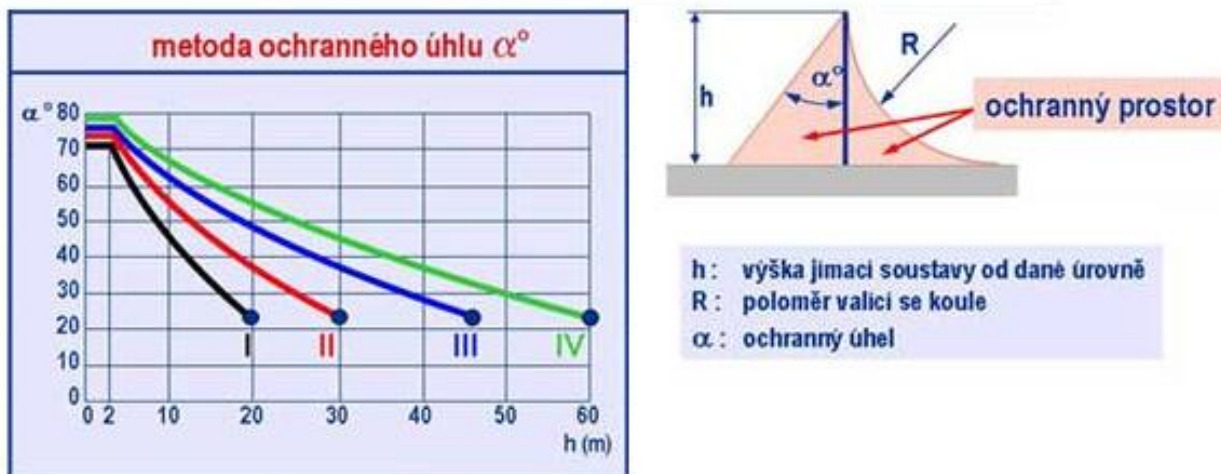 metoda ochranného úhlu α°
α° 80
70
60
50
40
30
20
10
0
I II III IV
0 2 10 20 30 40 50 60
h (m)
h
α°
R
ochranný prostor
h : výška jímací soustavy od dané úrovně
R : poloměr valící se koule
α : ochranný úhel